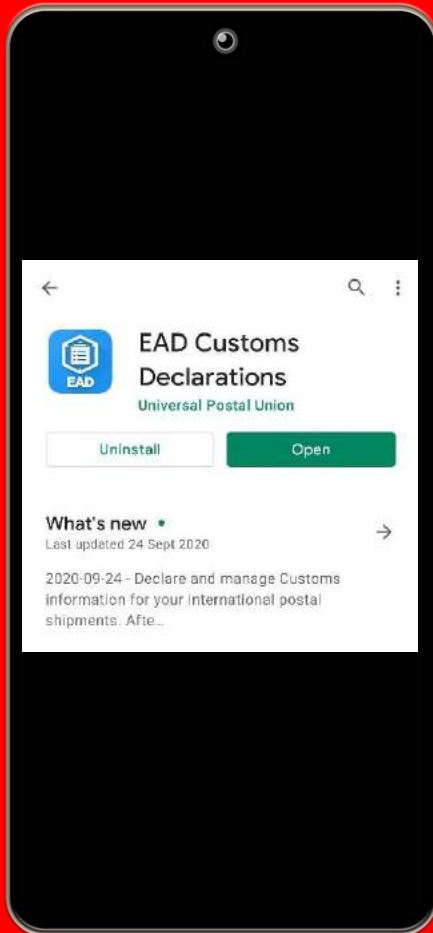 EAD Customs
Declarations
Universal Postal Union
EAD
Uninstall
Open
What's new •
Last updated 24 Sept 2020
2020-09-24 - Declare and manage Customs
information for your international postal
shipments. Afte...